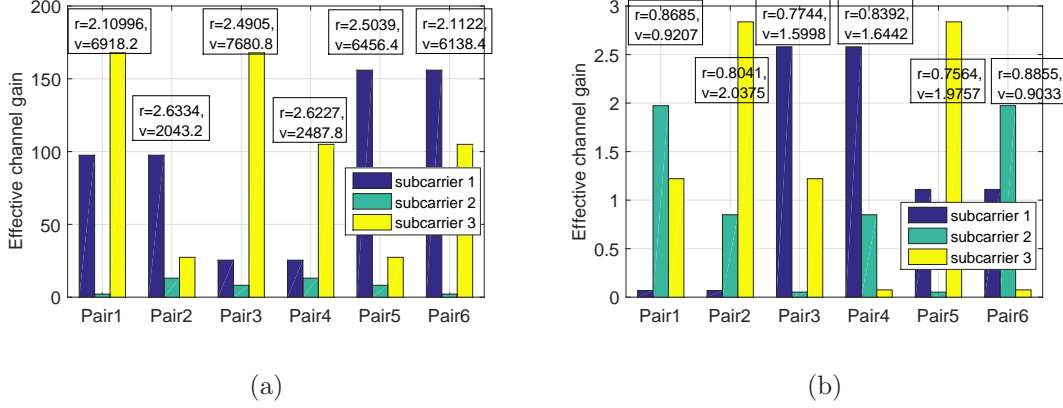 r=2.10996,
v=6918.2
r=2.4905,
v=7680.8
r=2.5039,
v=6456.4
r=2.1122,
v=6138.4
r=2.6334,
v=2043.2
r=2.6227,
v=2487.8
Effective channel gain
200
150
100
50
0
subcarrier 1
subcarrier 2
subcarrier 3
Pair1 Pair2 Pair3 Pair4 Pair5 Pair6
(a)
r=0.8685,
v=0.9207
r=0.7744,
v=1.5998
r=0.8392,
v=1.6442
r=0.8041,
v=2.0375
r=0.7564,
v=1.9757
r=0.8855,
v=0.9033
Effective channel gain
3
2.5
2
1.5
1
0.5
0
subcarrier 1
subcarrier 2
subcarrier 3
Pair1 Pair2 Pair3 Pair4 Pair5 Pair6
(b)